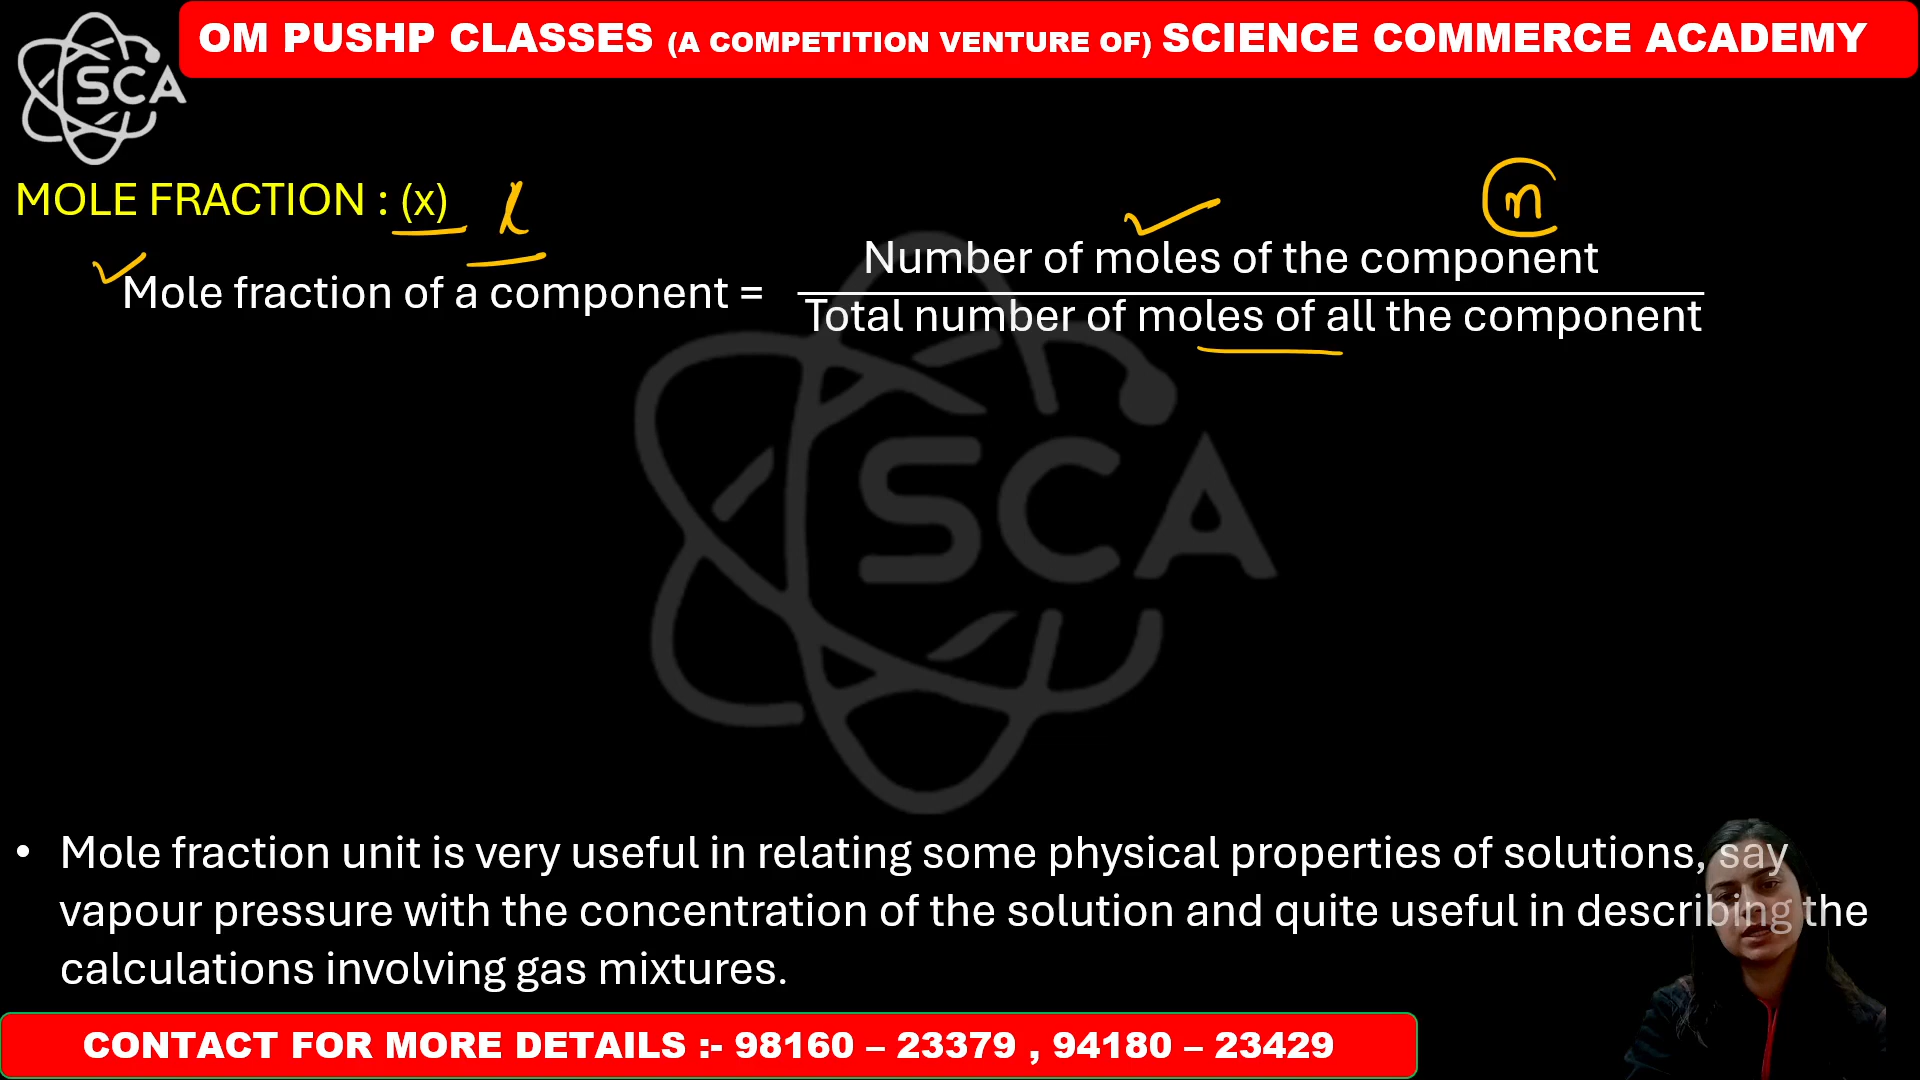 OM PUSHP CLASSES (A COMPETITION VENTURE OF) SCIENCE COMMERCE ACADEMY
SCA
MOLE FRACTION : (x)
n
Number of moles of the component
Mole fraction of a component =
Total number of moles of all the component
SCA
• Mole fraction unit is very useful in relating some physical properties of solutions, say
vapour pressure with the concentration of the solution and quite useful in describing the
calculations involving gas mixtures.
CONTACT FOR MORE DETAILS :- 98160 – 23379 , 94180 – 23429